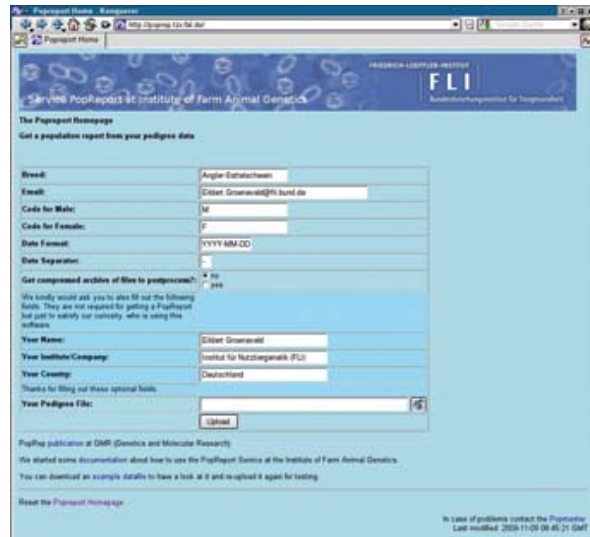 Popreport Home - Konqueror
http://popreg.tzv.fal.de/
Popreport Home
FRIEDRICH-LOEFFLER-INSTITUT
FLI
Service PopReport at Institute of Farm Animal Genetics
Bundesforschungsinstitut für Tiergesundheit
The Popreport Homepage
Get a population report from your pedigree data
Breed: Angler-Sattelschwein
Email: Eildert.Groeneveld@fli.bund.de
Code for Male: M
Code for Female: F
Date Format: YYYY-MM-DD
Date Separator: -
Get compressed archive of files to postprocess?: no
yes
We kindly would ask you to also fill out the following
fields. They are not required for getting a PopReport
but just to satisfy our curiosity, who is using this
software.
Your Name: Eildert Groeneveld
Your Institute/Company: Institut für Nutztiergenetik (FLI)
Your Country: Deutschland
Thanks for filling out these optional fields.
Your Pedigree File:
Upload
PopRep publication at GMR (Genetics and Molecular Research)
We started some documentation about how to use the PopReport Service at the Institute of Farm Animal Genetics.
You can download an example datafile to have a look at it and re-upload it again for testing.
Reset the Popreport Homepage
In case of problems contact the Popmaster
Last modified: 2009-11-09 08:45:21 GMT